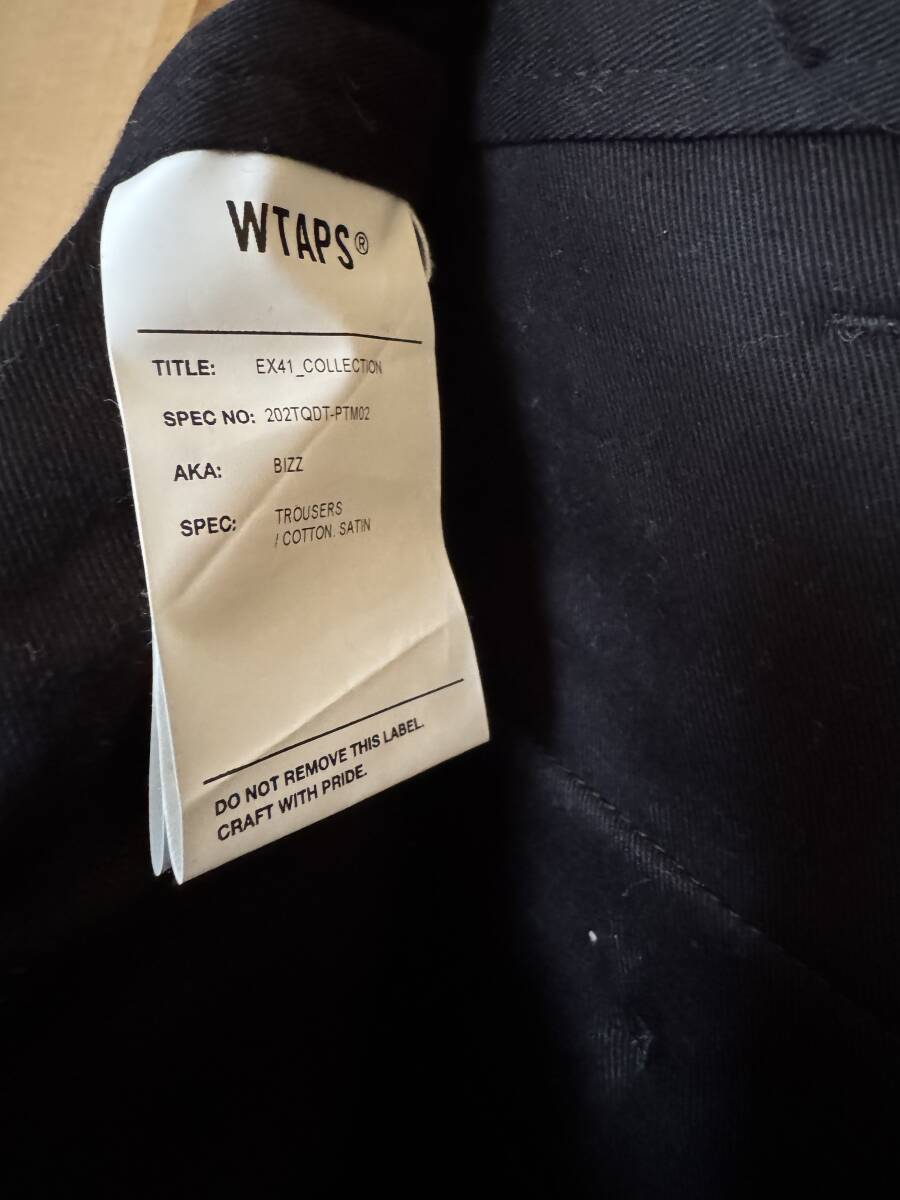 WTAPS®
TITLE: EX41_COLLECTION
SPEC NO: 202TQDT-PTM02
AKA: BIZZ
SPEC: TROUSERS
/ COTTON. SATIN
DO NOT REMOVE THIS LABEL.
CRAFT WITH PRIDE.